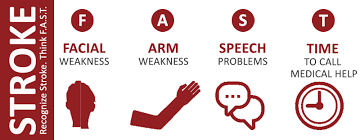 STROKE
Recognize Stroke. Think F.A.S.T.
F
FACIAL
WEAKNESS
A
ARM
WEAKNESS
S
SPEECH
PROBLEMS
T
TIME
TO CALL
MEDICAL HELP